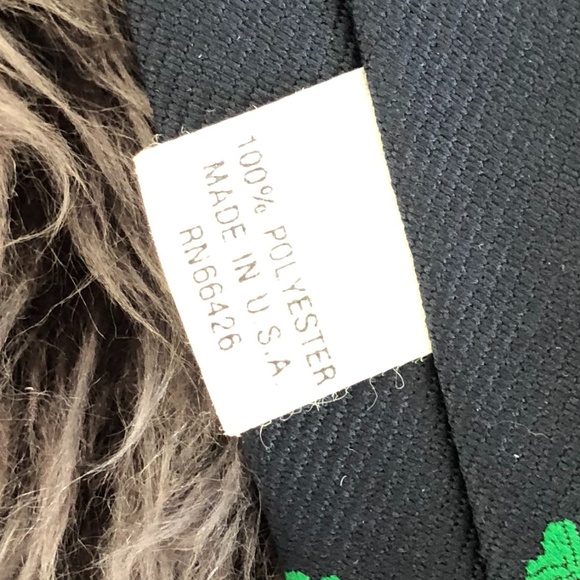 100% POLYESTER
MADE IN U.S.A.
RN66426